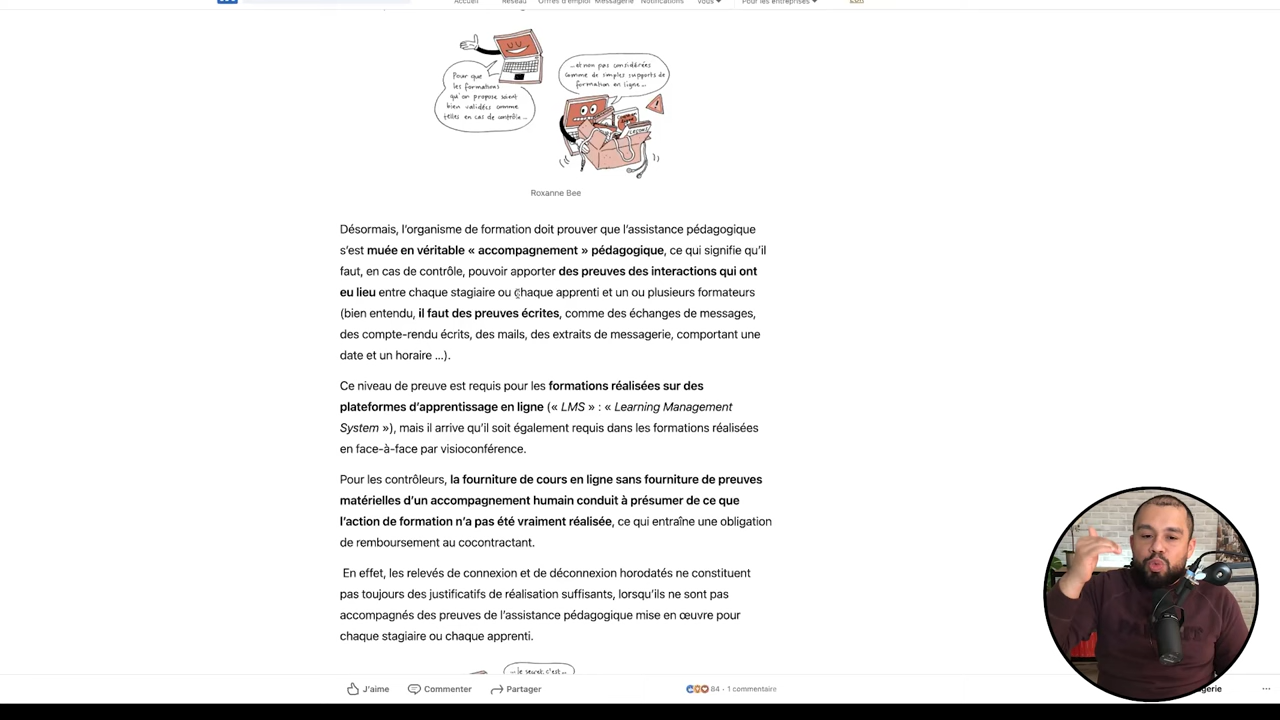 Accueil Réseau Offres d'emploi Messagerie Notifications Vous Pour les entreprises
Pour que
les formations
qu'on propose soient
bien validées comme
telles en cas de contrôle...
...et non pas considérées
comme de simples supports de
formation en ligne...
Roxanne Bee
Désormais, l'organisme de formation doit prouver que l'assistance pédagogique
s'est muée en véritable « accompagnement » pédagogique, ce qui signifie qu'il
faut, en cas de contrôle, pouvoir apporter des preuves des interactions qui ont
eu lieu entre chaque stagiaire ou chaque apprenti et un ou plusieurs formateurs
(bien entendu, il faut des preuves écrites, comme des échanges de messages,
des compte-rendu écrits, des mails, des extraits de messagerie, comportant une
date et un horaire ...).
Ce niveau de preuve est requis pour les formations réalisées sur des
plateformes d'apprentissage en ligne (« LMS » : « Learning Management
System »), mais il arrive qu'il soit également requis dans les formations réalisées
en face-à-face par visioconférence.
Pour les contrôleurs, la fourniture de cours en ligne sans fourniture de preuves
matérielles d'un accompagnement humain conduit à présumer de ce que
l'action de formation n'a pas été vraiment réalisée, ce qui entraîne une obligation
de remboursement au cocontractant.
En effet, les relevés de connexion et de déconnexion horodatés ne constituent
pas toujours des justificatifs de réalisation suffisants, lorsqu'ils ne sont pas
accompagnés des preuves de l'assistance pédagogique mise en œuvre pour
chaque stagiaire ou chaque apprenti.
... le secret c'est...
J'aime Commenter Partager 84 · 1 commentaire